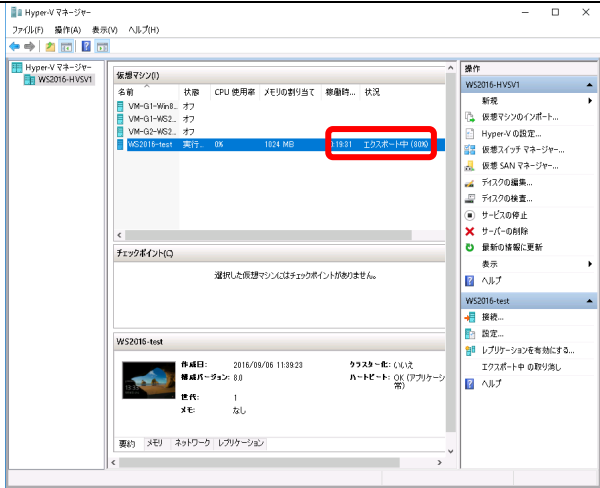 Hyper-V マネージャー
ファイル(F) 操作(A) 表示(V) ヘルプ(H)
Hyper-V マネージャー
WS2016-HVSV1
仮想マシン(I)
名前 状態 CPU 使用率 メモリの割り当て 稼働時... 状況
VM-G1-Win8... オフ
VM-G1-WS2... オフ
VM-G2-WS2... オフ
WS2016-test 実行... 0% 1024 MB 0:19:31 エクスポート中 (80%)
チェックポイント(C)
選択した仮想マシンにはチェックポイントがありません。
WS2016-test
作成日: 2016/09/06 11:39:23 クラスター化: いいえ
構成バージョン: 8.0 ハートビート: OK (アプリケーシ
常)
世代: 1
メモ: なし
要約 メモリ ネットワーク レプリケーション
操作
WS2016-HVSV1
新規
仮想マシンのインポート...
Hyper-V の設定...
仮想スイッチ マネージャー...
仮想 SAN マネージャー...
ディスクの編集...
ディスクの検査...
サービスの停止
サーバーの削除
最新の情報に更新
表示
ヘルプ
WS2016-test
接続...
設定...
レプリケーションを有効にする...
エクスポート中 の取り消し
ヘルプ